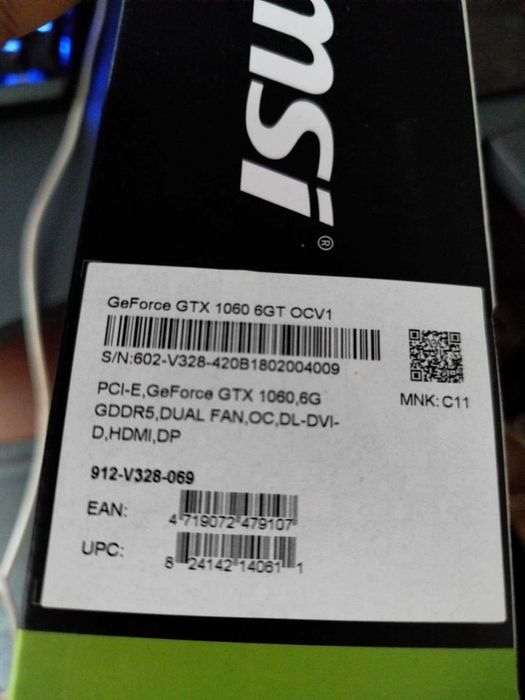 msi®
GeForce GTX 1060 6GT OCV1
S/N:602-V328-420B1802004009
PCI-E,GeForce GTX 1060,6G
GDDR5,DUAL FAN,OC,DL-DVI-
D,HDMI,DP
MNK: C11
912-V328-069
EAN:
4 719072 479107
UPC:
8 24142 14061 1